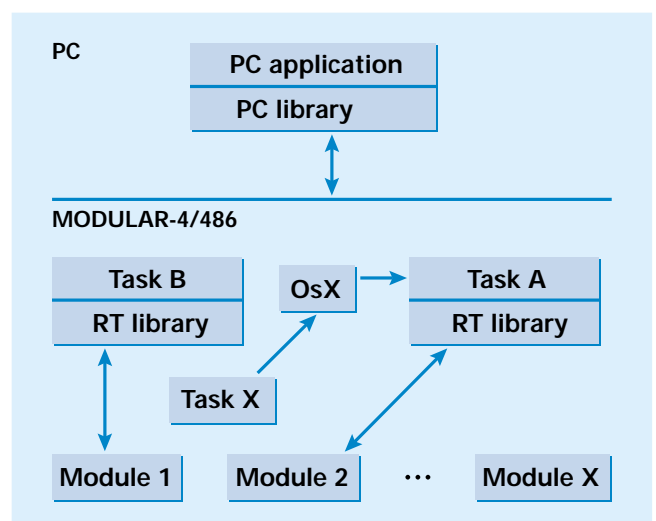 PC
PC application
PC library
MODULAR-4/486
Task B
RT library
OsX
Task A
RT library
Task X
Module 1
Module 2
...
Module X